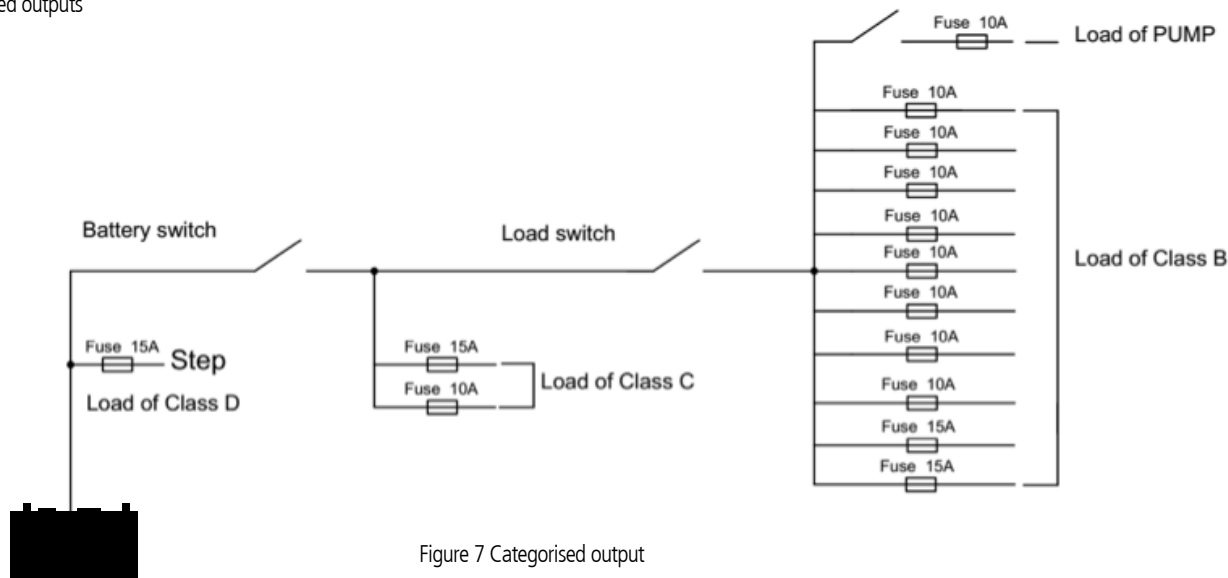 ed outputs
Fuse 10A
Load of PUMP
Fuse 10A
Fuse 10A
Fuse 10A
Fuse 10A
Fuse 10A
Fuse 10A
Fuse 10A
Fuse 10A
Fuse 15A
Fuse 15A
Load of Class B
Battery switch
Load switch
Fuse 15A
Step
Load of Class D
Fuse 15A
Fuse 10A
Load of Class C
Figure 7 Categorised output